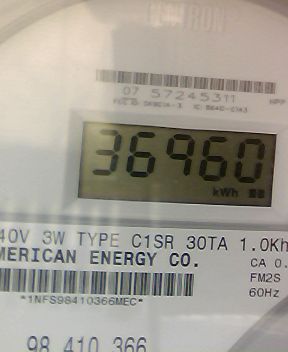 07 57245311
36960
kWh
40V 3W TYPE C1SR 30TA 1.0Kh
MERICAN ENERGY CO.
CA 0.
FM2S
60Hz
*1NFS98410366MEC*
98 410 366